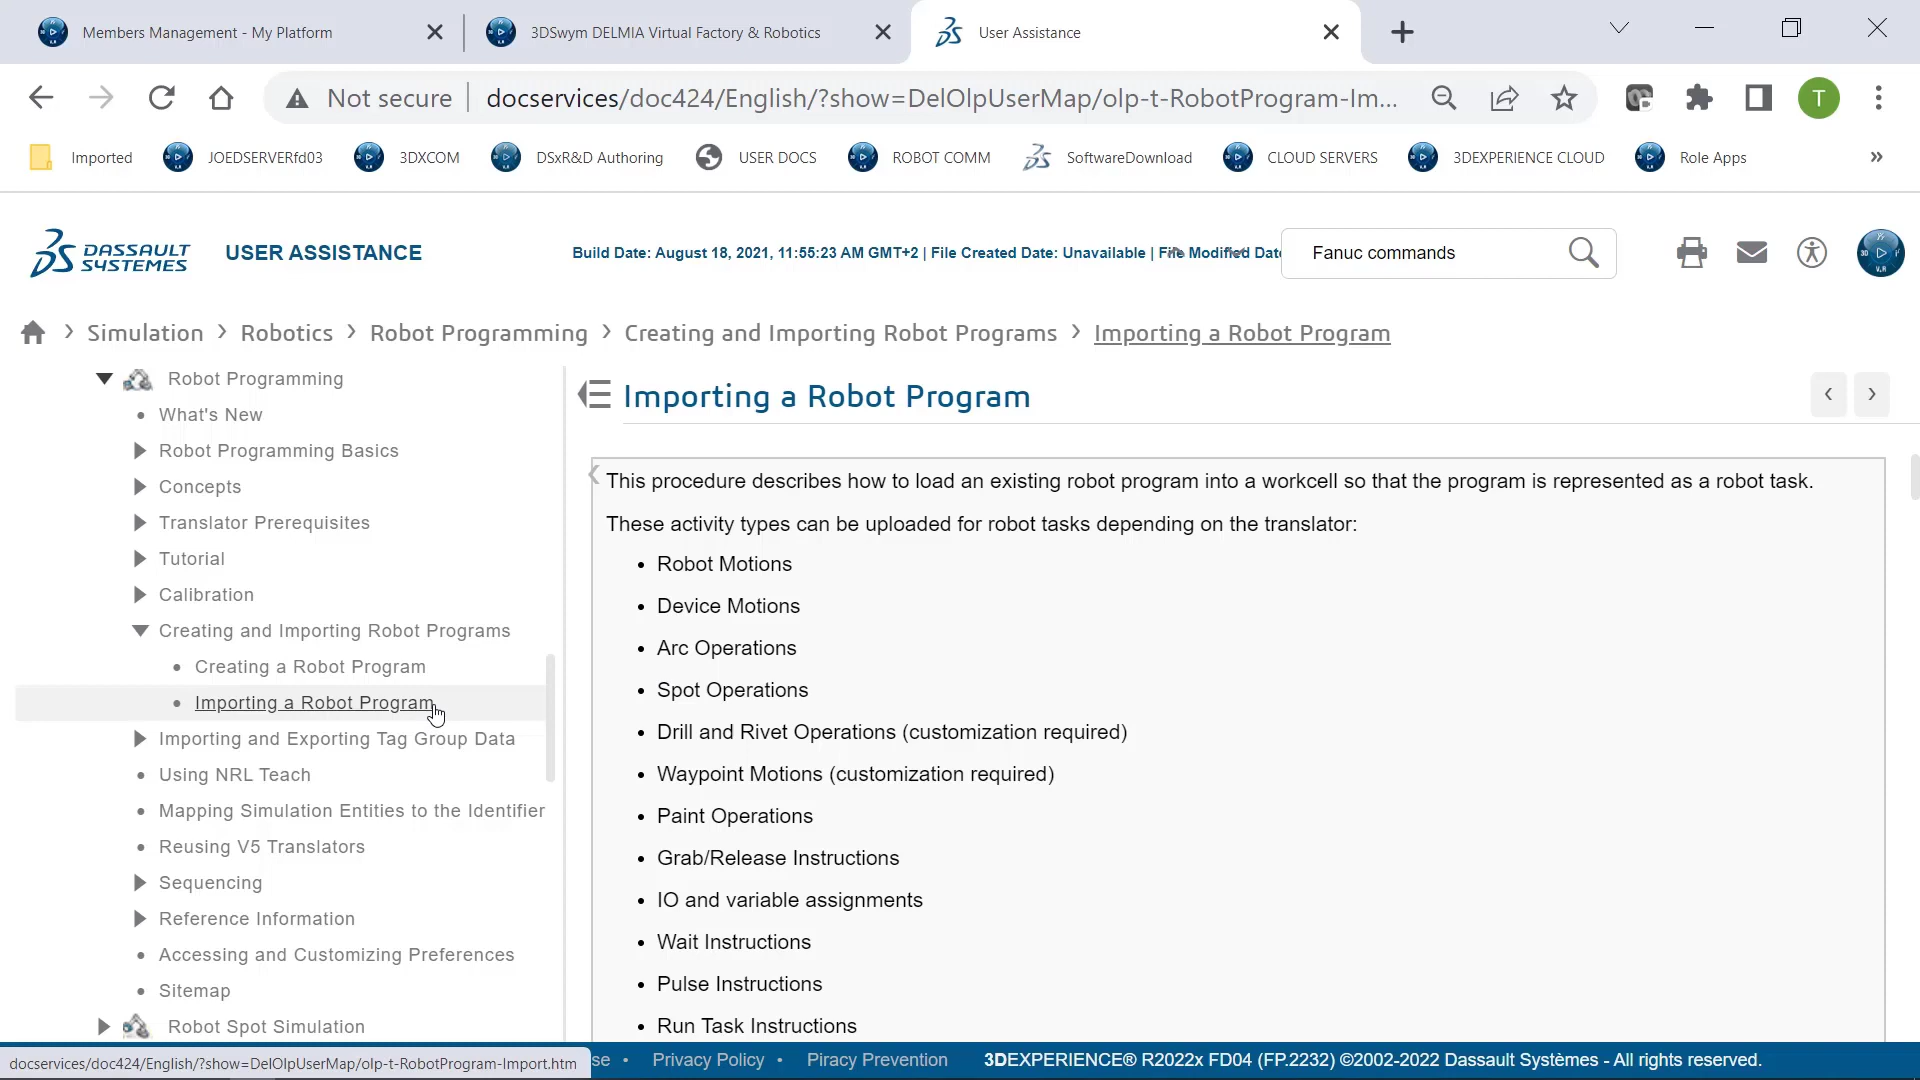 Members Management - My Platform
3DSwym DELMIA Virtual Factory & Robotics
User Assistance
Not secure
docservices/doc424/English/?show=DelOlpUserMap/olp-t-RobotProgram-Im...
T
Imported
JOEDSERVERfd03
3DXCOM
DSxR&D Authoring
USER DOCS
ROBOT COMM
SoftwareDownload
CLOUD SERVERS
3DEXPERIENCE CLOUD
Role Apps
»
DASSAULT SYSTEMES
USER ASSISTANCE
Build Date: August 18, 2021, 11:55:23 AM GMT+2 | File Created Date: Unavailable | File Modified Date
Fanuc commands
Simulation > Robotics > Robot Programming > Creating and Importing Robot Programs > Importing a Robot Program
Robot Programming
What's New
Robot Programming Basics
Concepts
Translator Prerequisites
Tutorial
Calibration
Creating and Importing Robot Programs
Creating a Robot Program
Importing a Robot Program
Importing and Exporting Tag Group Data
Using NRL Teach
Mapping Simulation Entities to the Identifier
Reusing V5 Translators
Sequencing
Reference Information
Accessing and Customizing Preferences
Sitemap
Robot Spot Simulation
Importing a Robot Program
This procedure describes how to load an existing robot program into a workcell so that the program is represented as a robot task.
These activity types can be uploaded for robot tasks depending on the translator:
• Robot Motions
• Device Motions
• Arc Operations
• Spot Operations
• Drill and Rivet Operations (customization required)
• Waypoint Motions (customization required)
• Paint Operations
• Grab/Release Instructions
• IO and variable assignments
• Wait Instructions
• Pulse Instructions
• Run Task Instructions
docservices/doc424/English/?show=DelOlpUserMap/olp-t-RobotProgram-Import.htm
se • Privacy Policy • Piracy Prevention
3DEXPERIENCE® R2022x FD04 (FP.2232) ©2002-2022 Dassault Systèmes - All rights reserved.